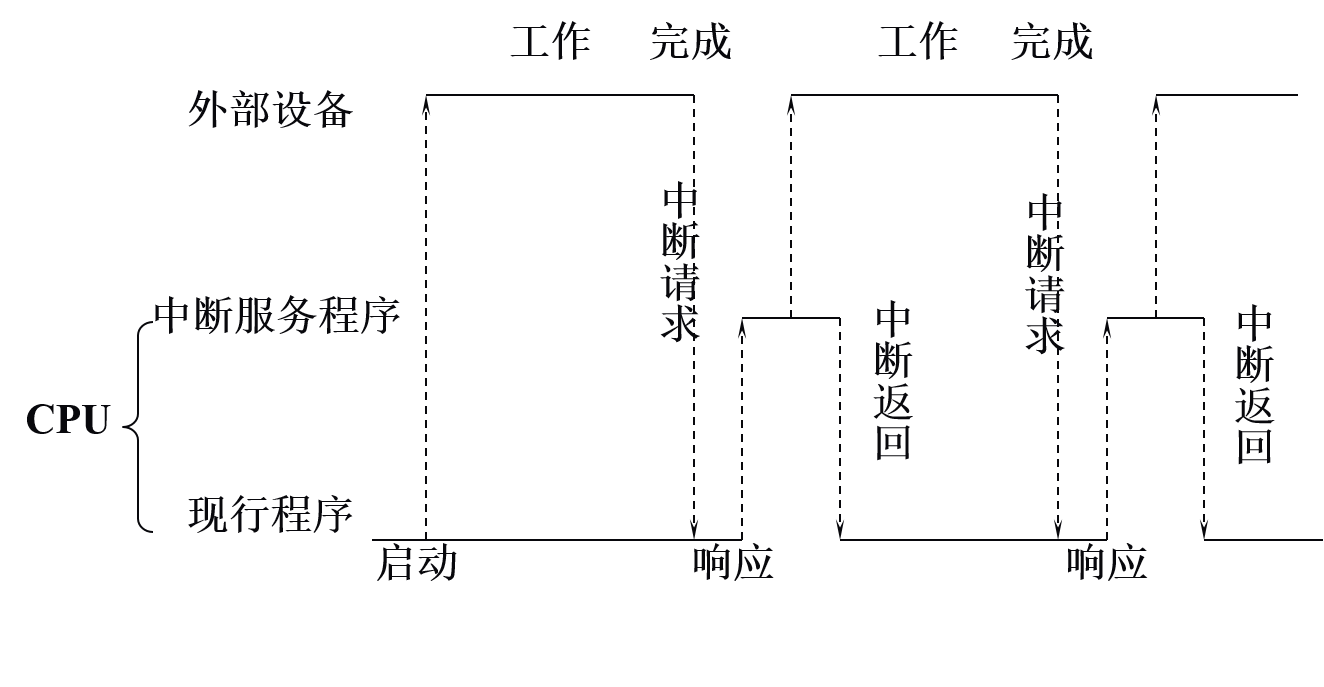 工作 完成 工作 完成
外部设备
中断请求
中断请求
中断服务程序
中断返回
中断返回
CPU
现行程序
启动 响应 响应